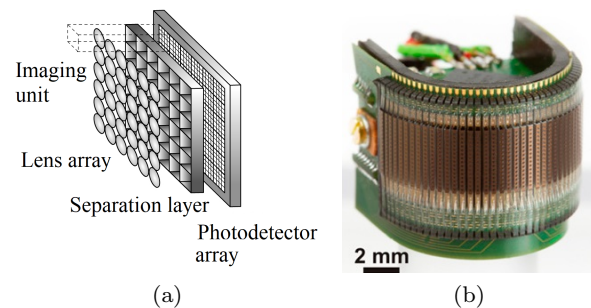 Imaging
unit
Lens array
Separation layer
Photodetector
array
2 mm
(a)
(b)